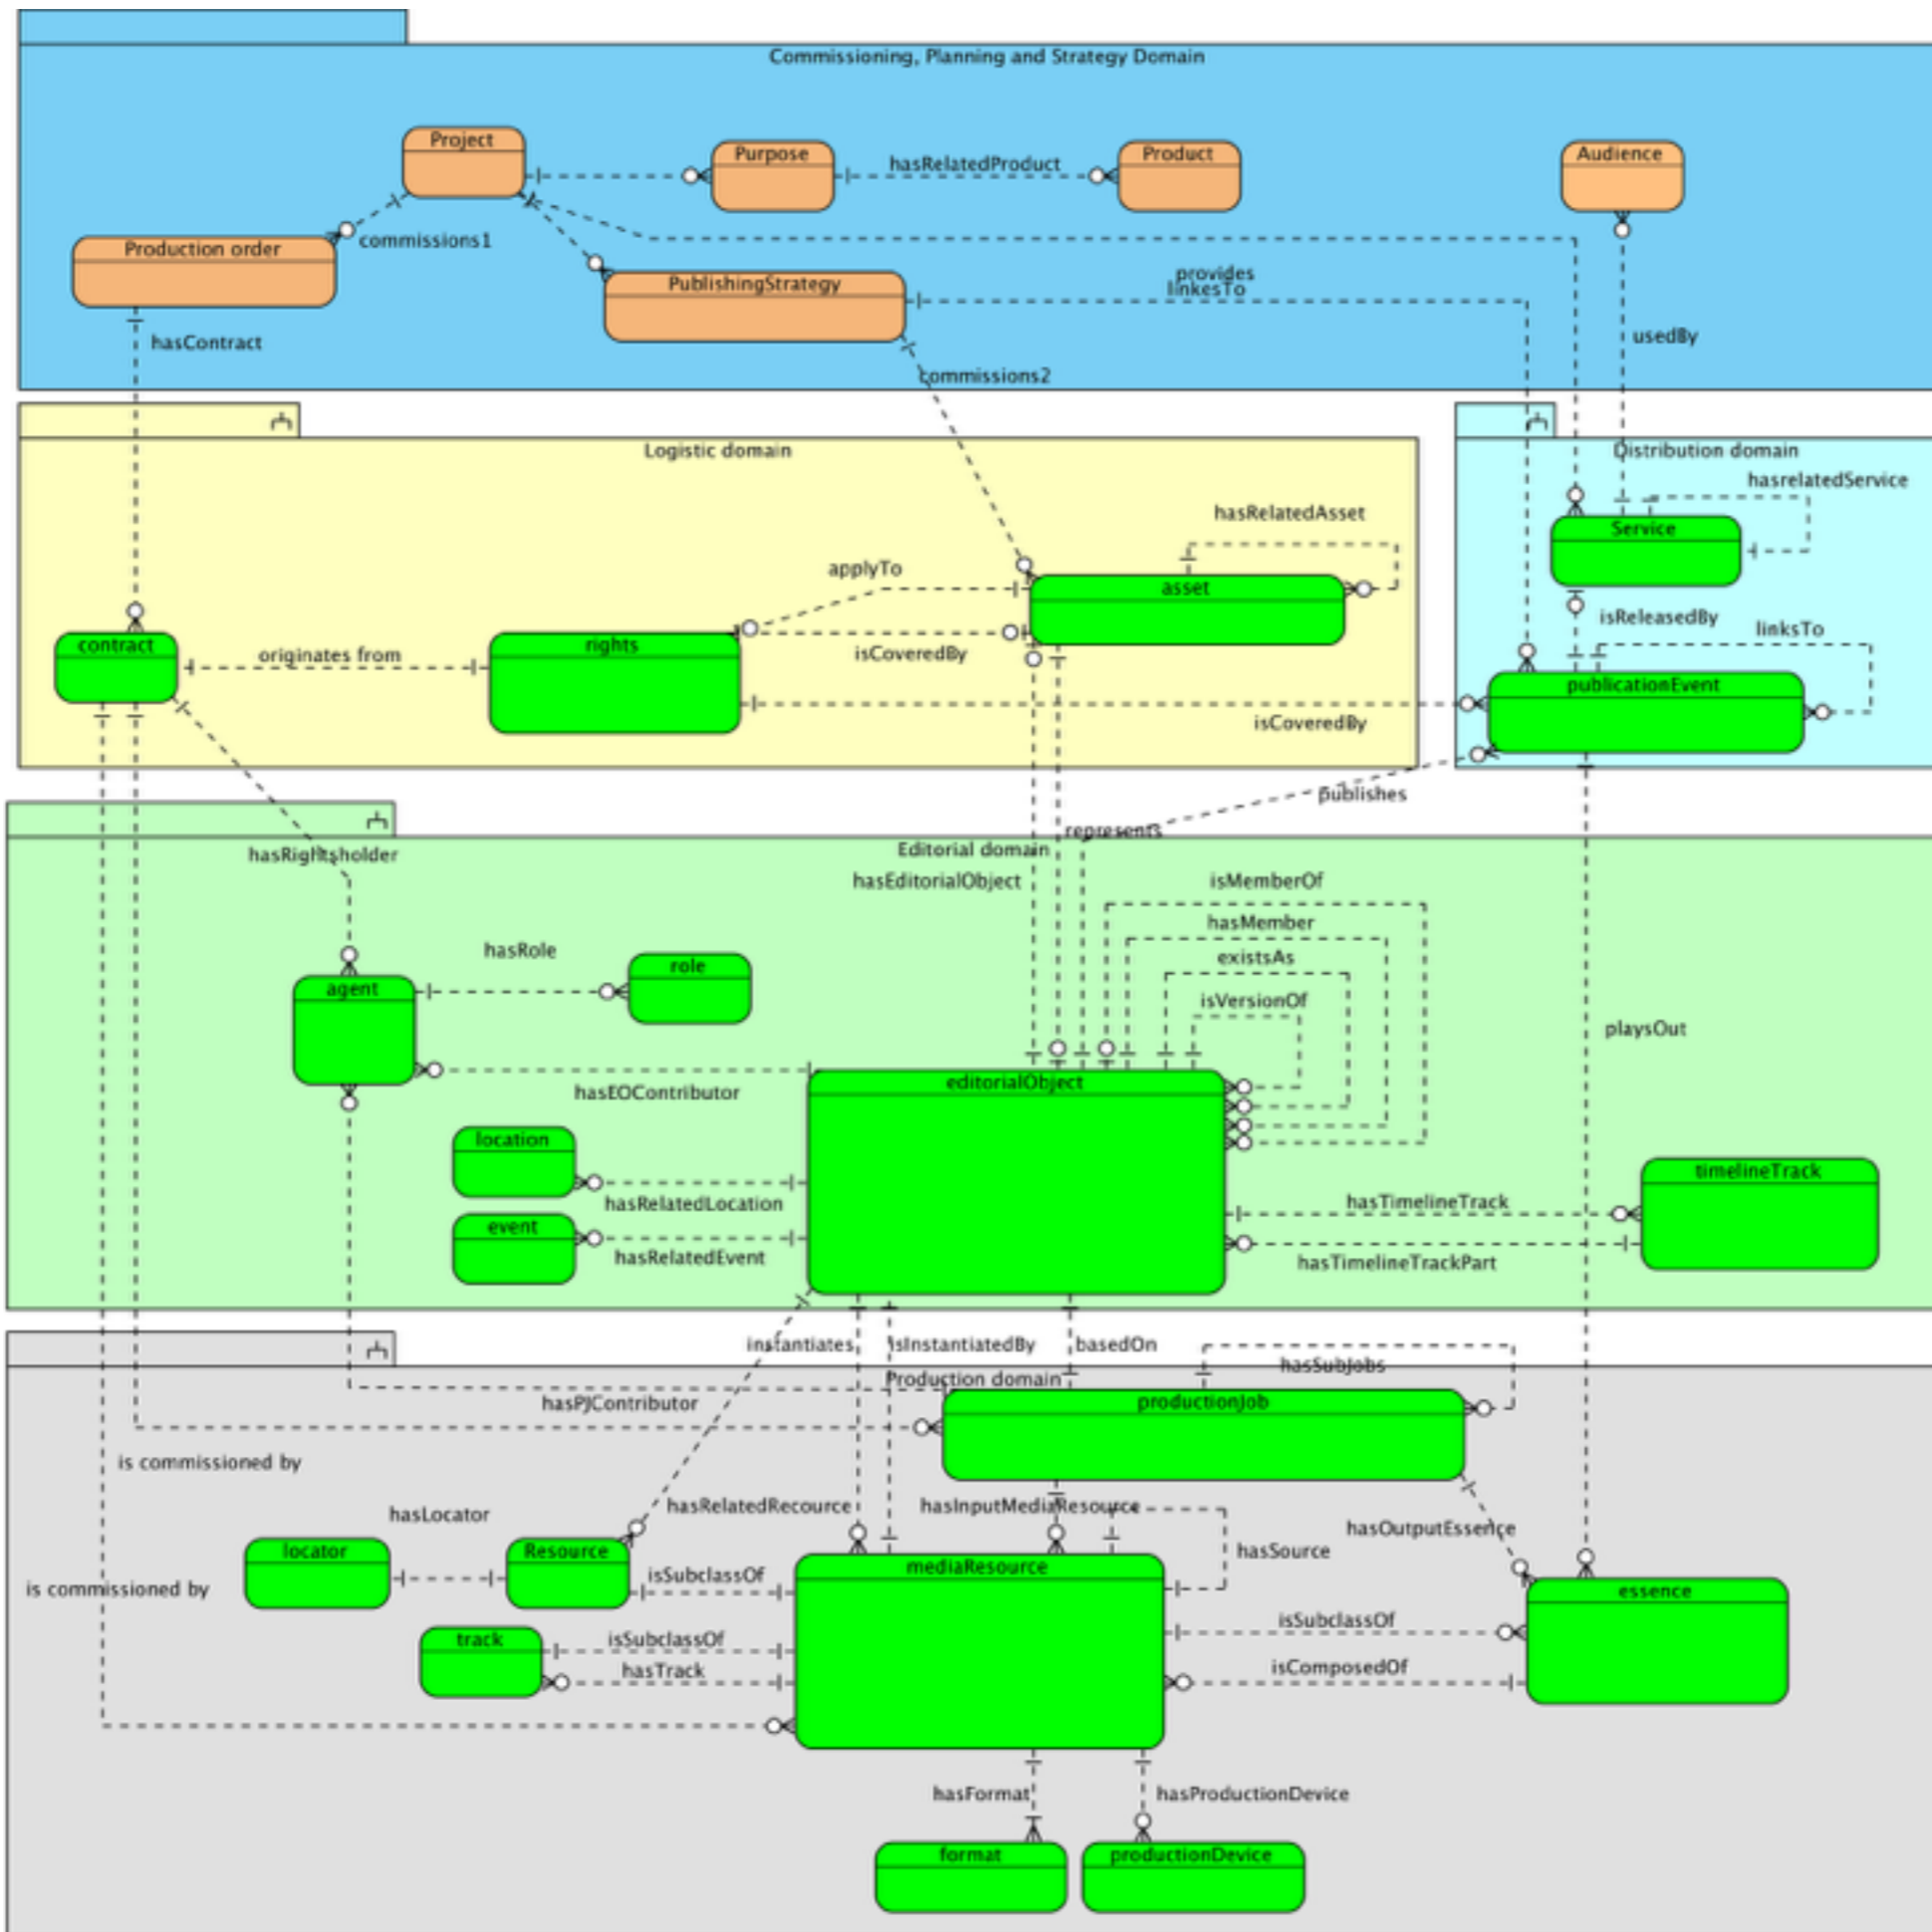 Commissioning, Planning and Strategy Domain
Project
Purpose
hasRelatedProduct
Product
Audience
Production order
commissions1
PublishingStrategy
provides
linkesTo
usedBy
hasContract
commissions2
Logistic domain
Distribution domain
hasrelatedService
hasRelatedAsset
Service
applyTo
asset
isReleasedBy
linksTo
contract
originates from
rights
isCoveredBy
publicationEvent
isCoveredBy
publishes
represents
hasRightsholder
Editorial domain
hasEditorialObject
isMemberOf
hasMember
existsAs
isVersionOf
hasRole
role
agent
playsOut
hasEOContributor
editorialObject
location
hasRelatedLocation
event
hasRelatedEvent
timelineTrack
hasTimelineTrack
hasTimelineTrackPart
instantiates
isInstantiatedBy
basedOn
hasSubJobs
Production domain
hasPJContributor
productionJob
is commissioned by
hasLocator
hasRelatedRecource
hasInputMediaResource
hasOutputEssence
locator
Resource
isSubclassOf
mediaResource
hasSource
is commissioned by
essence
track
isSubclassOf
isSubclassOf
hasTrack
isComposedOf
hasFormat
hasProductionDevice
format
productionDevice